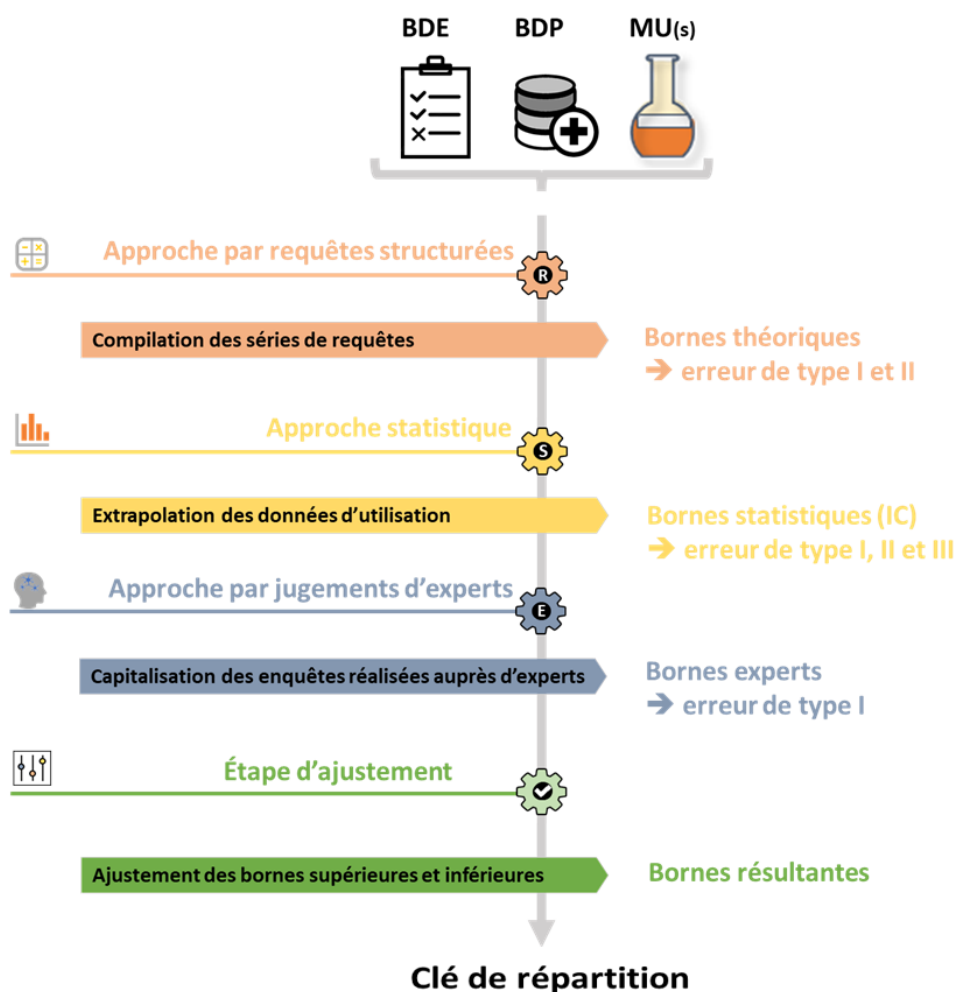 BDE BDP MU(s)
Approche par requêtes structurées
R
Compilation des séries de requêtes
Bornes théoriques
➔ erreur de type I et II
Approche statistique
S
Extrapolation des données d'utilisation
Bornes statistiques (IC)
➔ erreur de type I, II et III
Approche par jugements d'experts
E
Capitalisation des enquêtes réalisées auprès d'experts
Bornes experts
➔ erreur de type I
Étape d'ajustement
Ajustement des bornes supérieures et inférieures
Bornes résultantes
Clé de répartition